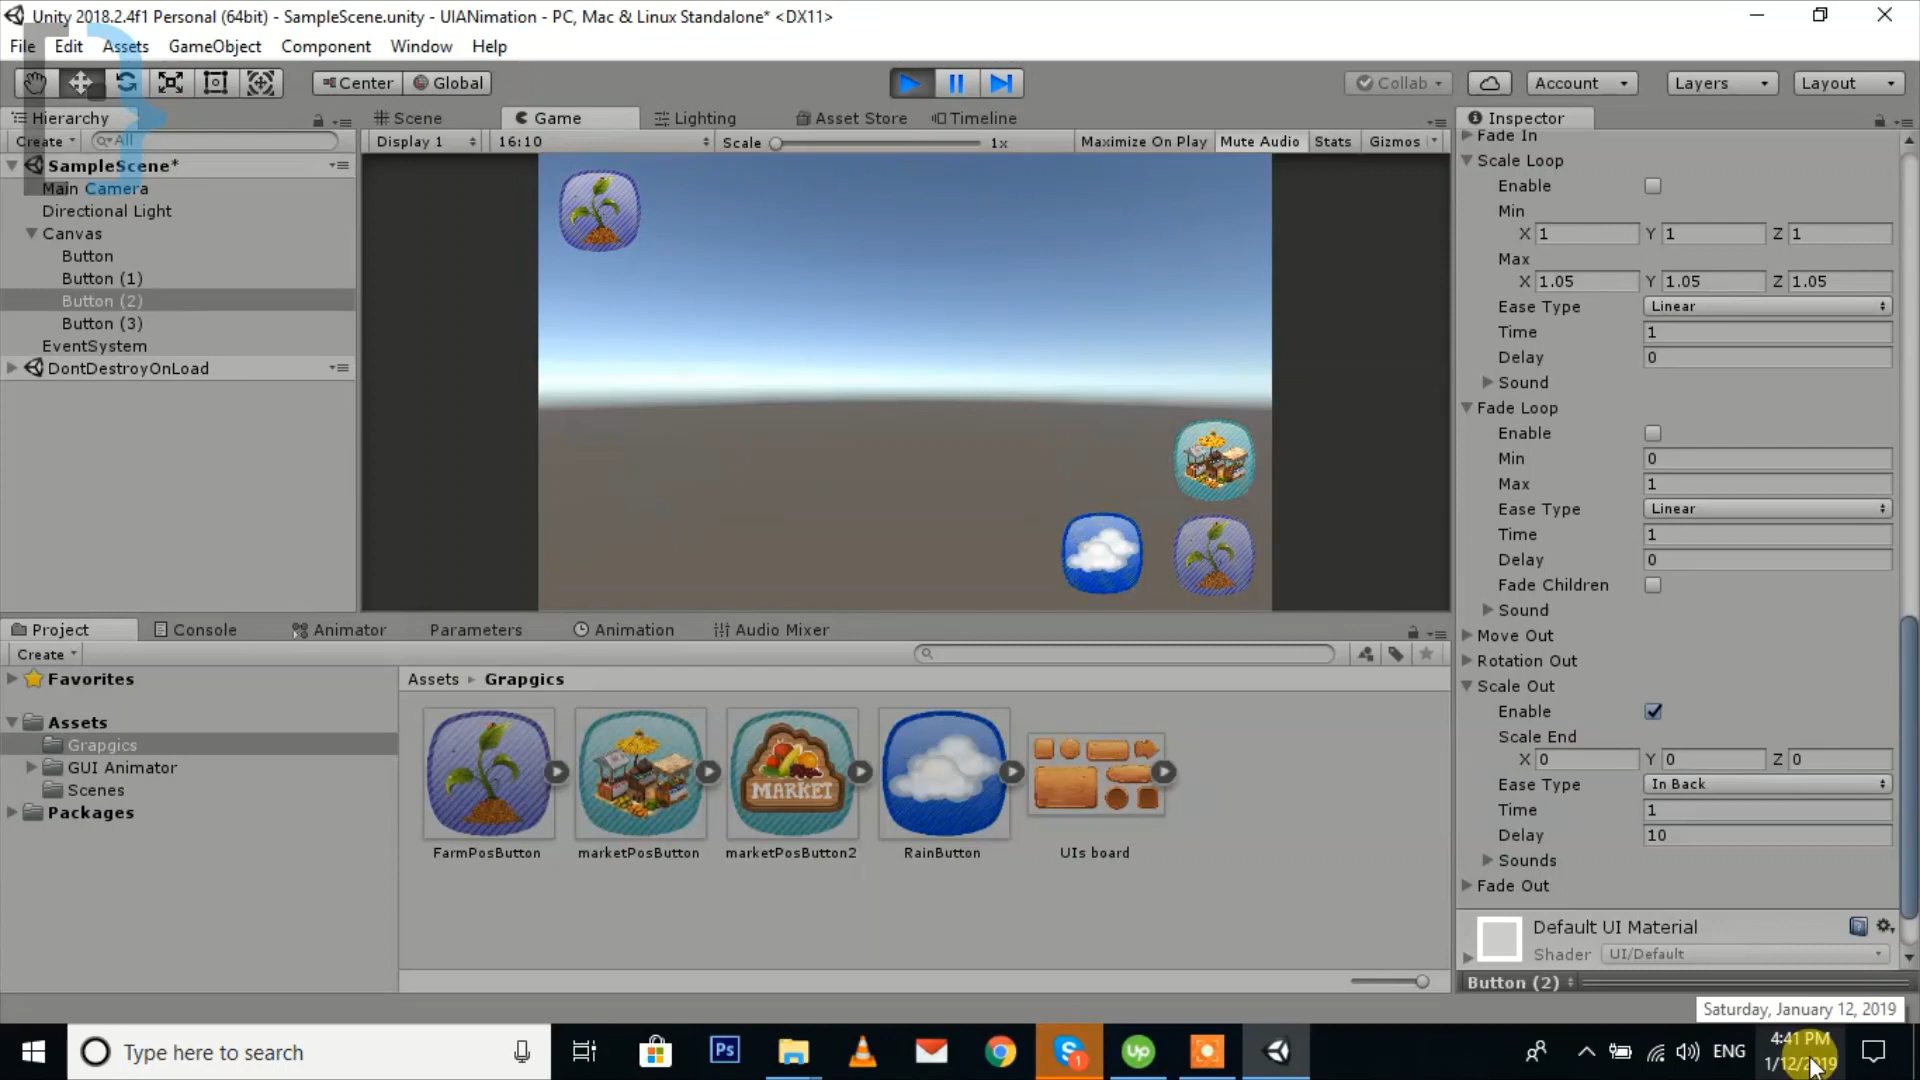 Unity 2018.2.4f1 Personal (64bit) - SampleScene.unity - UIANimation - PC, Mac & Linux Standalone* <DX11>
File Edit Assets GameObject Component Window Help
Center Global Collab Account Layers Layout
Hierarchy Scene Game Lighting Asset Store Timeline Inspector
Create All Display 1 16:10 Scale 1x Maximize On Play Mute Audio Stats Gizmos
SampleScene*
Main Camera
Directional Light
Canvas
Button
Button (1)
Button (2)
Button (3)
EventSystem
DontDestroyOnLoad
Fade In
Scale Loop
Enable
Min
X 1 Y 1 Z 1
Max
X 1.05 Y 1.05 Z 1.05
Ease Type Linear
Time 1
Delay 0
Sound
Fade Loop
Enable
Min 0
Max 1
Ease Type Linear
Time 1
Delay 0
Fade Children
Sound
Move Out
Rotation Out
Scale Out
Enable
Scale End
X 0 Y 0 Z 0
Ease Type In Back
Time 1
Delay 10
Sounds
Fade Out
Default UI Material
Shader UI/Default
Button (2)
Project Console Animator Parameters Animation Audio Mixer
Create
Favorites
Assets
Grapgics
GUI Animator
Scenes
Packages
Assets Grapgics
MARKET
FarmPosButton marketPosButton marketPosButton2 RainButton UIs board
Saturday, January 12, 2019
Type here to search
Ps
S 1
Up
ENG
4:41 PM
1/12/2019